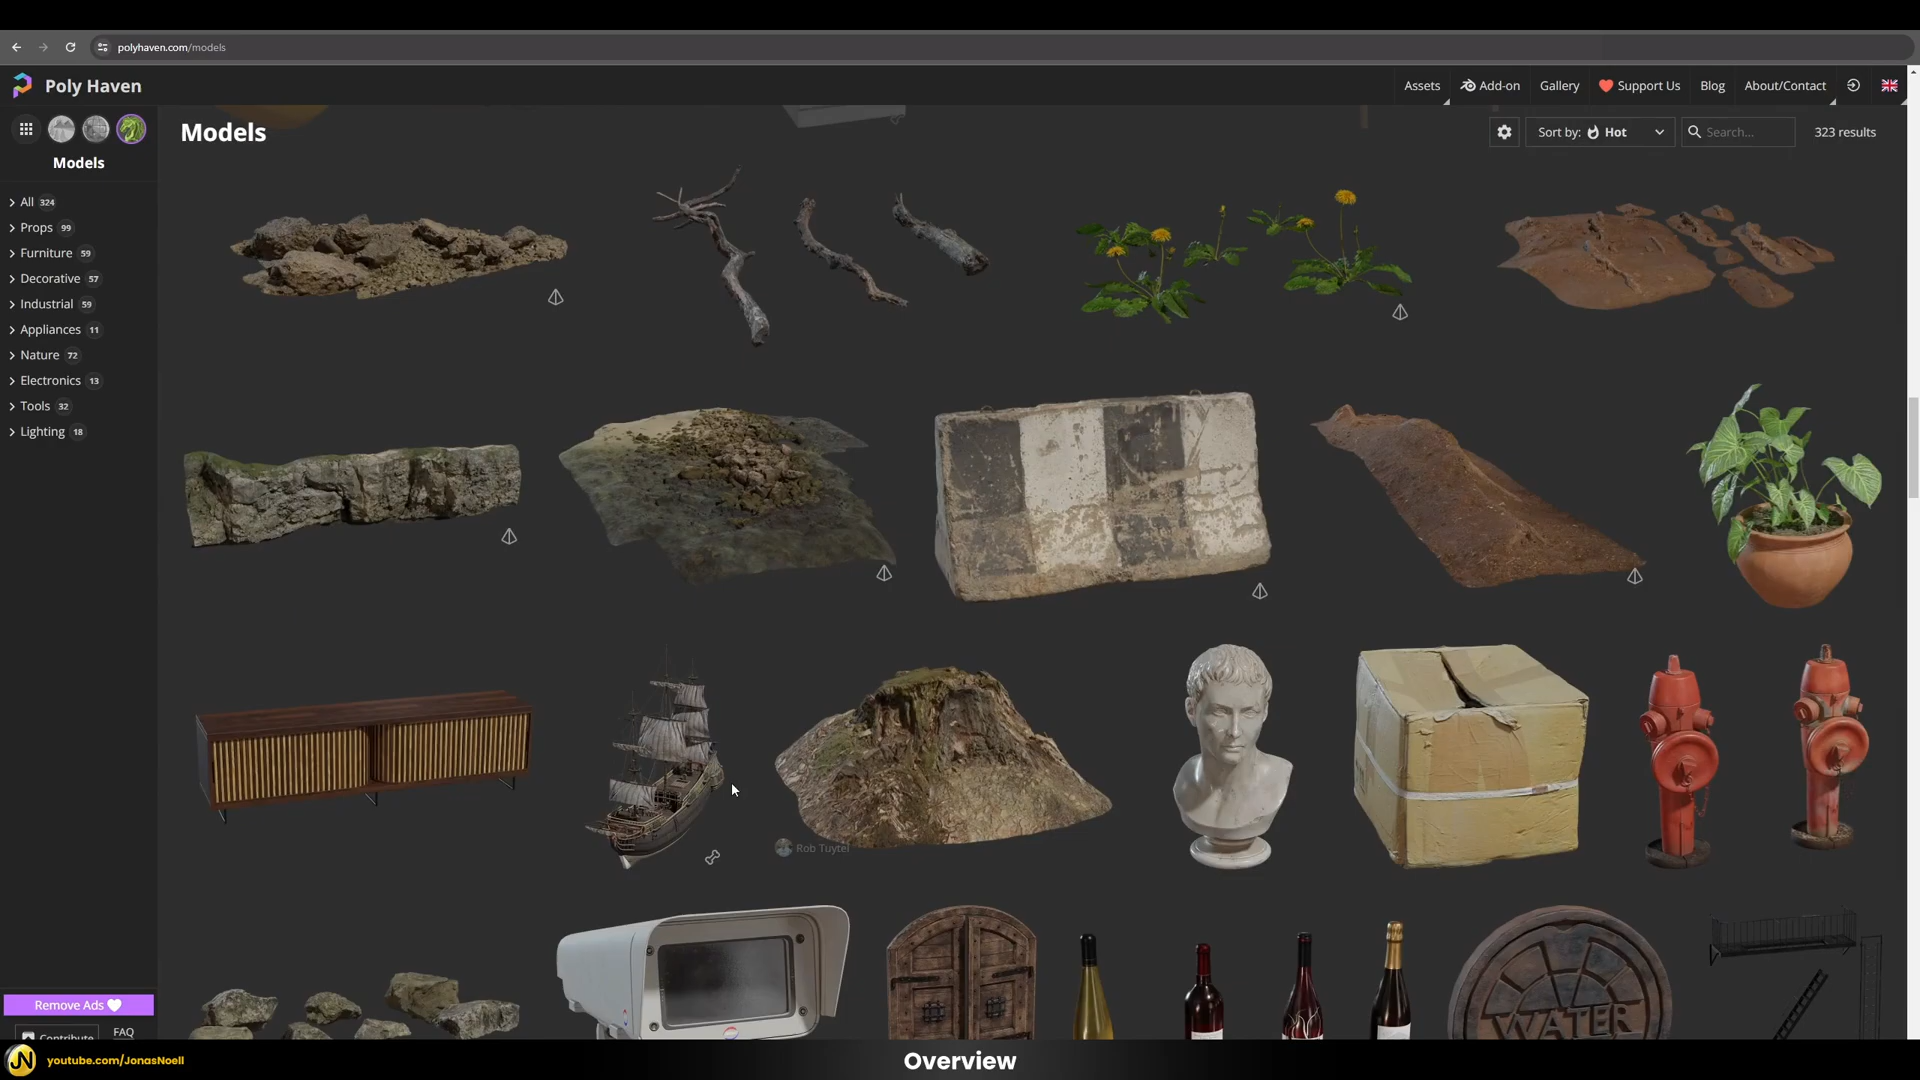 polyhaven.com/models
Poly Haven
Assets
Add-on
Gallery
Support Us
Blog
About/Contact
Models
Sort by: Hot
Search...
323 results
Models
All 324
Props 99
Furniture 59
Decorative 57
Industrial 59
Appliances 11
Nature 72
Electronics 13
Tools 32
Lighting 18
Rob Tuytel
WATER
Remove Ads
Contribute
FAQ
JN
youtube.com/JonasNoell
Overview